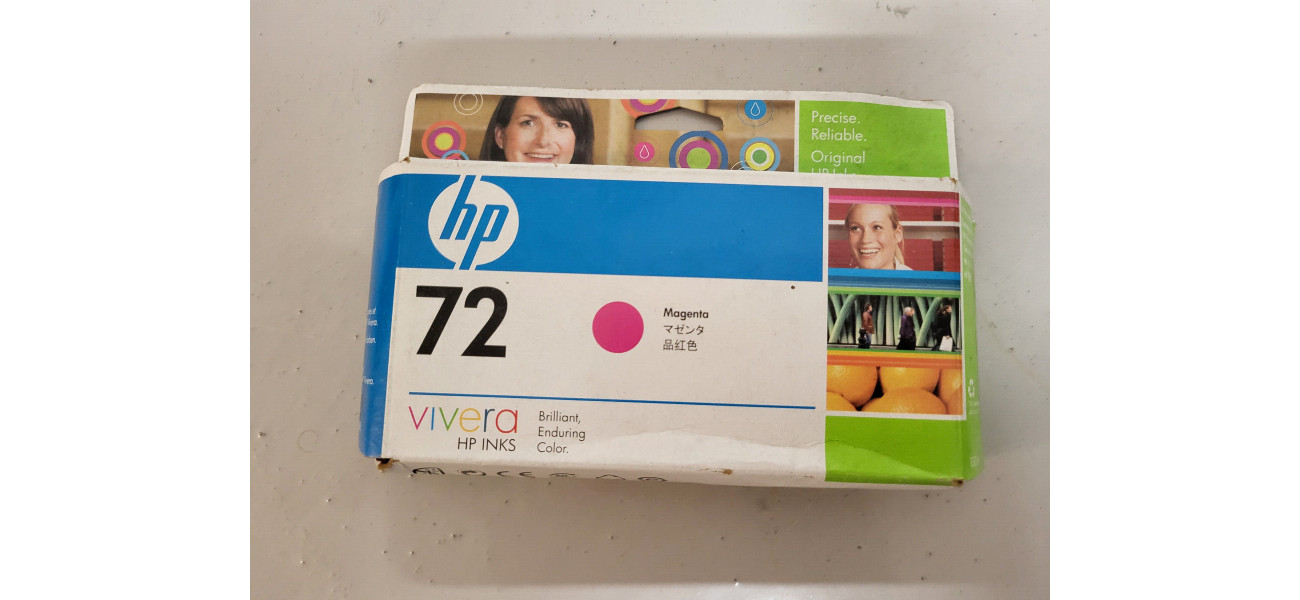 Precise.
Reliable.
Original
hp
72
Magenta
マゼンタ
品红色
vivera
HP INKS
Brilliant,
Enduring
Color.